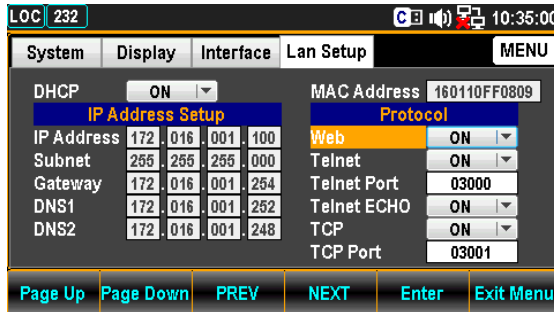 LOC 232 C 10:35:00
System Display Interface Lan Setup MENU
DHCP ON
IP Address Setup
IP Address 172 . 016 . 001 . 100
Subnet 255 . 255 . 255 . 000
Gateway 172 . 016 . 001 . 254
DNS1 172 . 016 . 001 . 252
DNS2 172 . 016 . 001 . 248
MAC Address 160110FF0809
Protocol
Web ON
Telnet ON
Telnet Port 03000
Telnet ECHO ON
TCP ON
TCP Port 03001
Page Up Page Down PREV NEXT Enter Exit Menu